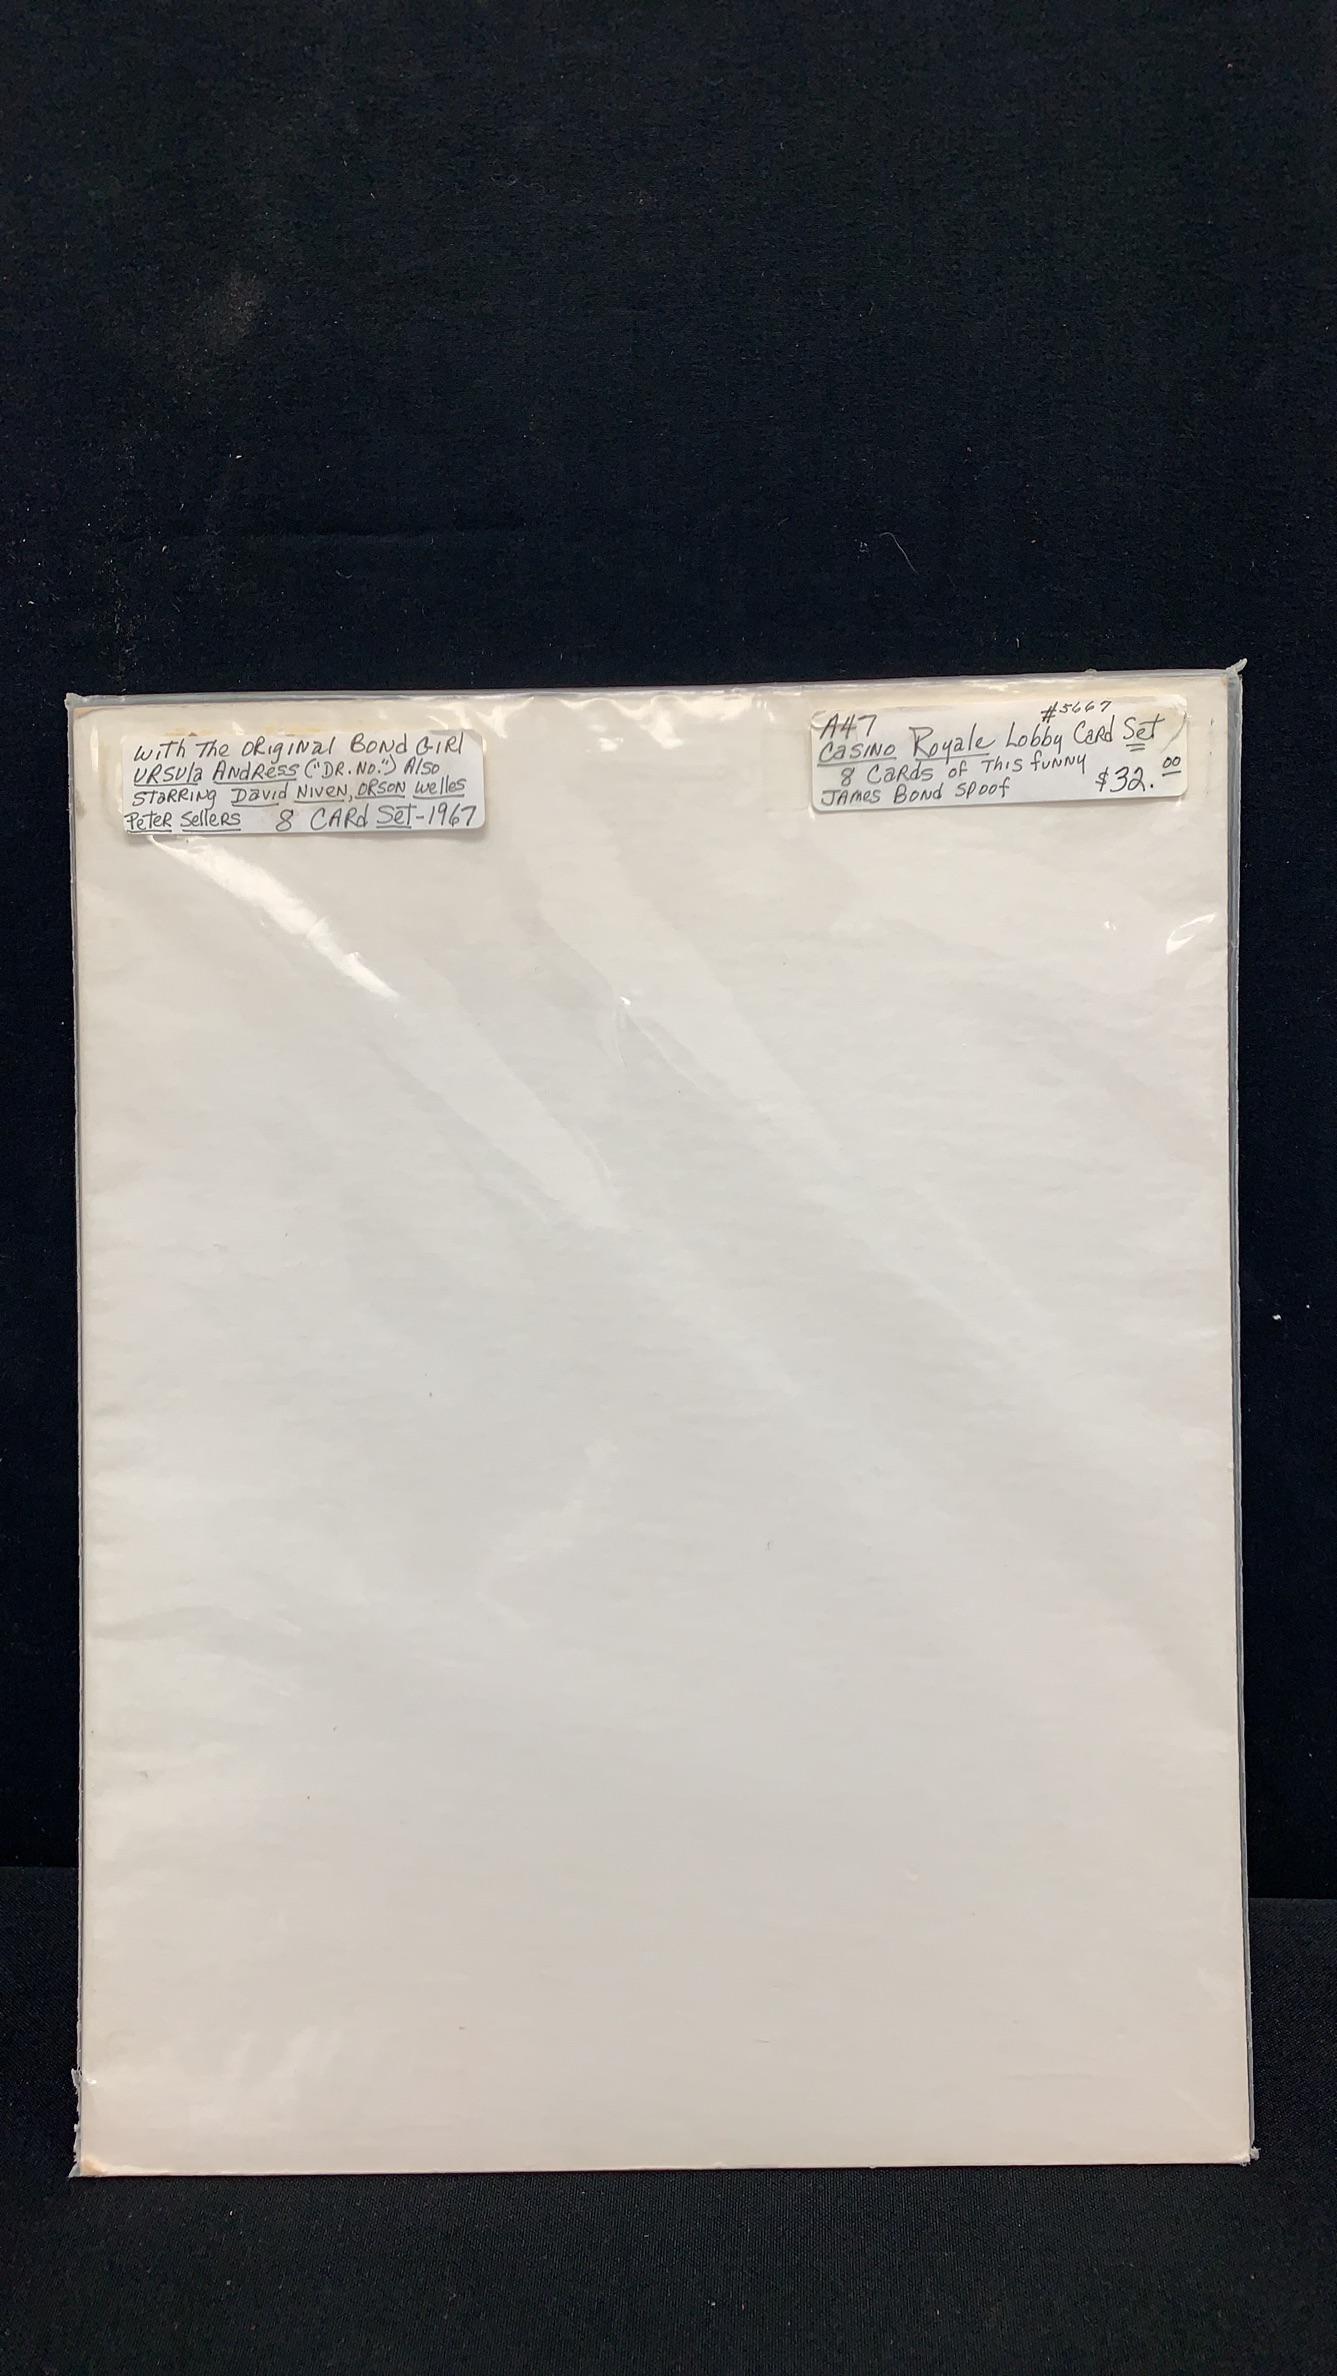 With The ORiginal Bond GiRl
URSula AndRess ("DR. No.") Also
StaRRing David Niven, ORSON Welles
PeteR SelleRs 8 CARd Set-1967
#5667
A47
Casino Royale Lobby Card Set
8 Cards of This funny
JAMes Bond Spoof $32.00